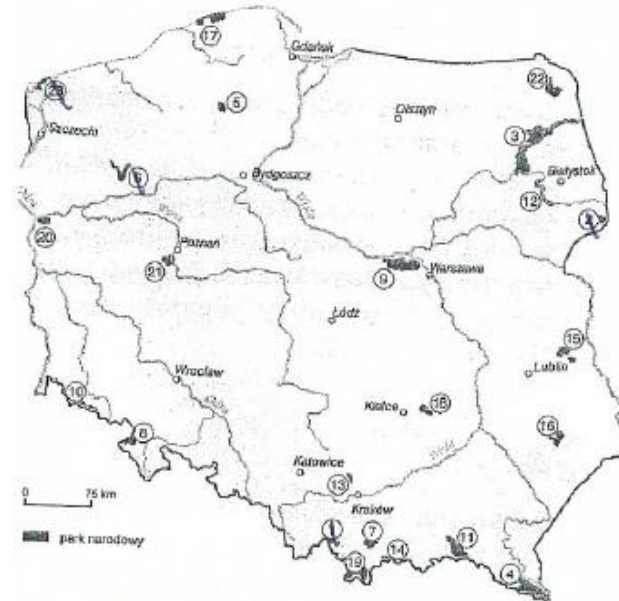 17
Gdańsk
22
5
Olsztyn
3
Szczecin
6
Bydgoszcz
Białystok
12
20
Poznań
21
9
Warszawa
Łódź
15
Lublin
Wrocław
10
18
Kielce
16
8
Katowice
13
0
75 km
Kraków
7
11
14
park narodowy
19
4